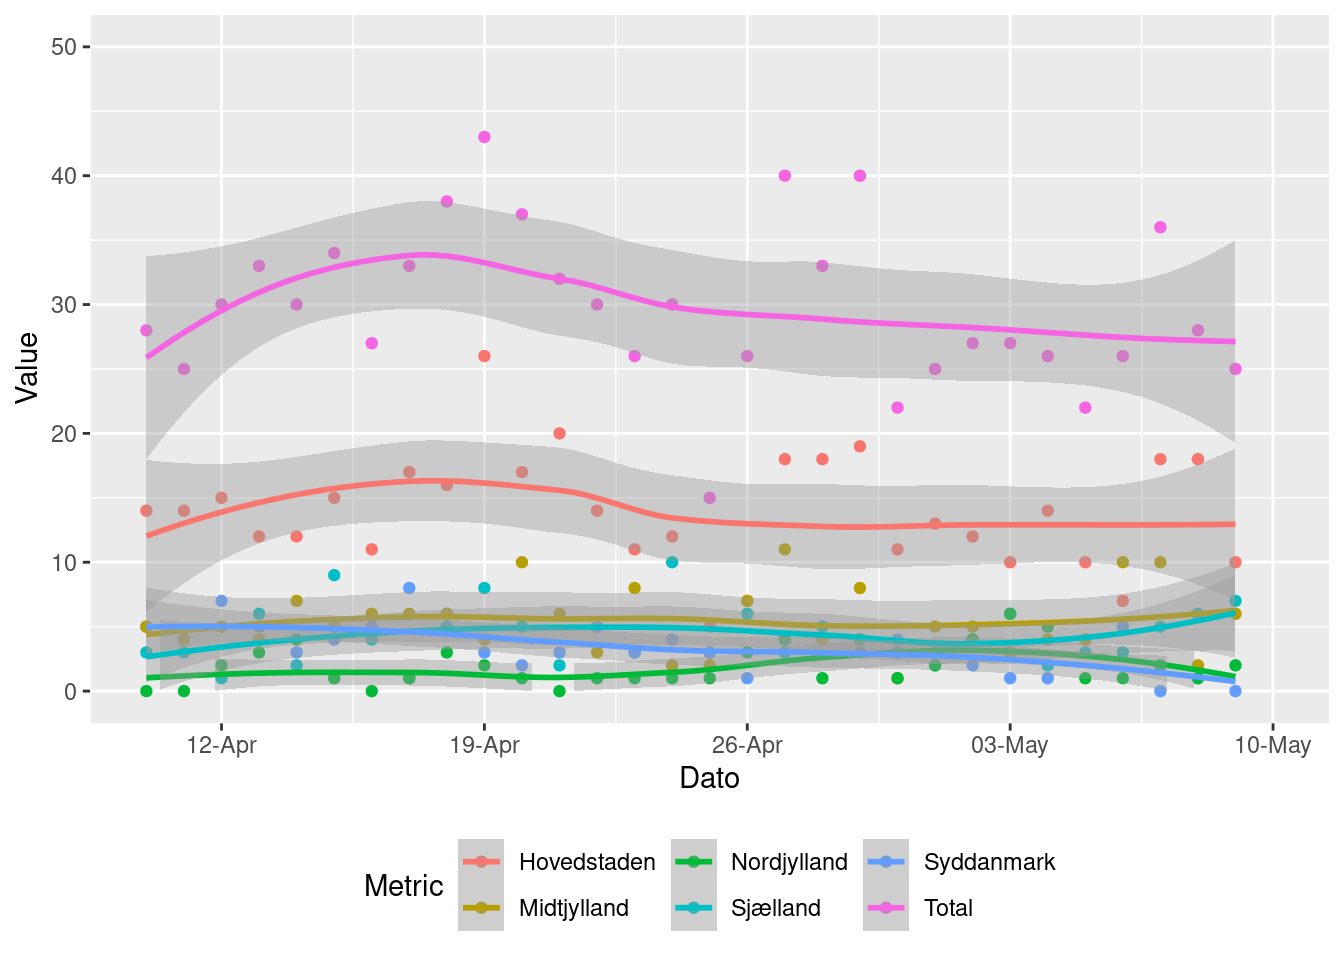 50
40
30
20
10
0
Value
12-Apr 19-Apr 26-Apr 03-May 10-May
Dato
Metric
Hovedstaden Nordjylland Syddanmark
Midtjylland Sjælland Total